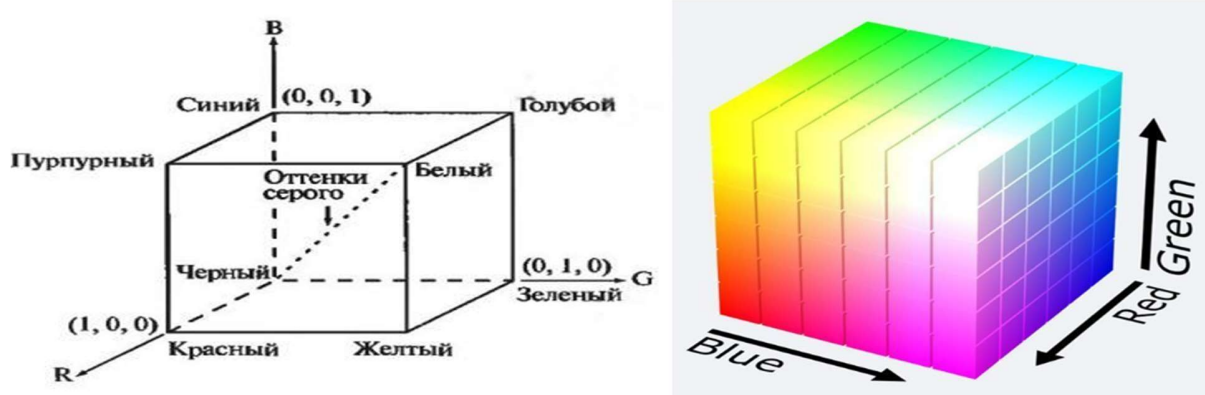 B
Синий
(0, 0, 1)
Голубой
Пурпурный
Белый
Оттенки
серого
Черный
(0, 1, 0)
G
Зеленый
(1, 0, 0)
Красный
Желтый
R
Blue
Red
Green